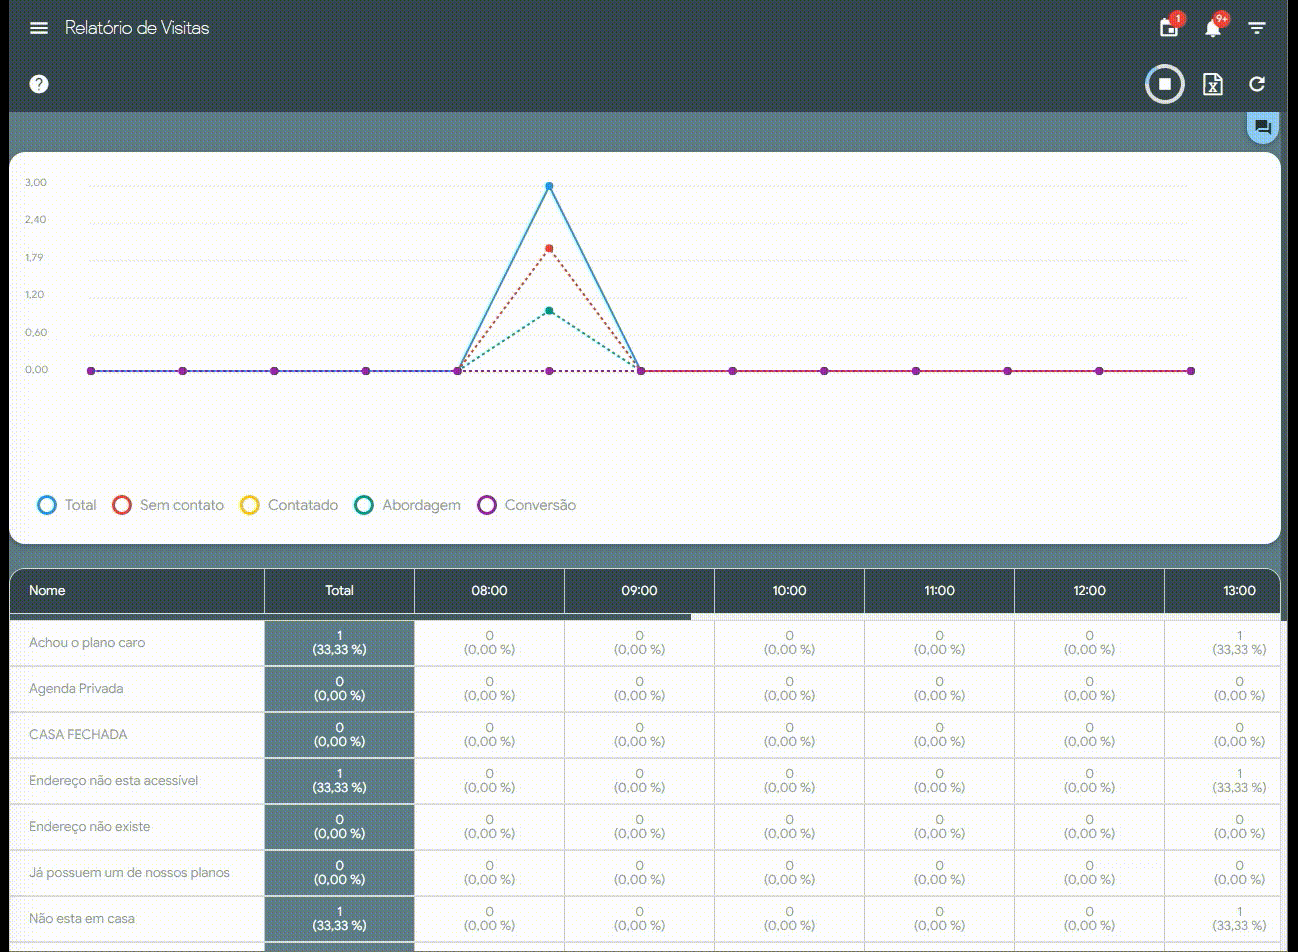 Relatório de Visitas
1
9+
?
X
3,00
2,40
1,79
1,20
0,60
0,00
Total Sem contato Contatado Abordagem Conversão
Nome Total 08:00 09:00 10:00 11:00 12:00 13:00
Achou o plano caro 1 0 0 0 0 0 1
(33,33 %) (0,00 %) (0,00 %) (0,00 %) (0,00 %) (0,00 %) (33,33 %)
Agenda Privada 0 0 0 0 0 0 0
(0,00 %) (0,00 %) (0,00 %) (0,00 %) (0,00 %) (0,00 %) (0,00 %)
CASA FECHADA 0 0 0 0 0 0 0
(0,00 %) (0,00 %) (0,00 %) (0,00 %) (0,00 %) (0,00 %) (0,00 %)
Endereço não esta acessível 1 0 0 0 0 0 1
(33,33 %) (0,00 %) (0,00 %) (0,00 %) (0,00 %) (0,00 %) (33,33 %)
Endereço não existe 0 0 0 0 0 0 0
(0,00 %) (0,00 %) (0,00 %) (0,00 %) (0,00 %) (0,00 %) (0,00 %)
Já possuem um de nossos planos 0 0 0 0 0 0 0
(0,00 %) (0,00 %) (0,00 %) (0,00 %) (0,00 %) (0,00 %) (0,00 %)
Não esta em casa 1 0 0 0 0 0 1
(33,33 %) (0,00 %) (0,00 %) (0,00 %) (0,00 %) (0,00 %) (33,33 %)